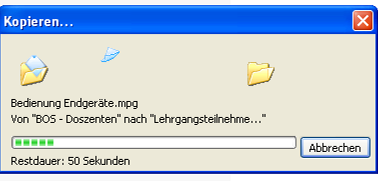 Kopieren...
Bedienung Endgeräte.mpg
Von "BOS - Doszenten" nach "Lehrgangsteilnehme..."
Abbrechen
Restdauer: 50 Sekunden